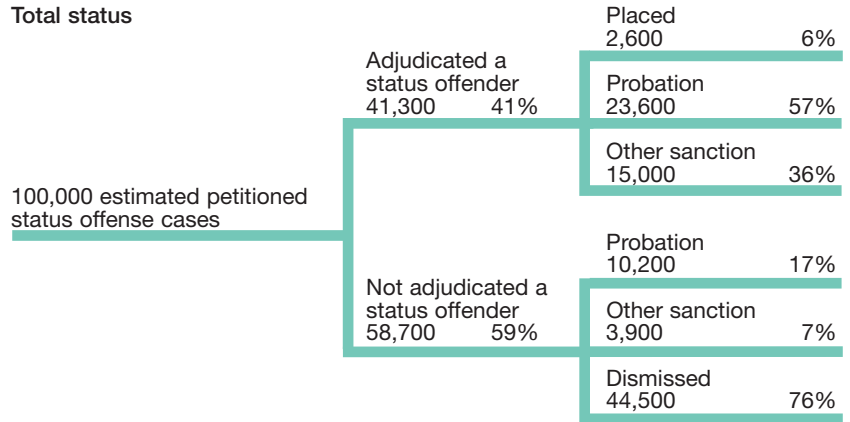 Total status
100,000 estimated petitioned
status offense cases
Adjudicated a
status offender
41,300 41%
Placed
2,600 6%
Probation
23,600 57%
Other sanction
15,000 36%
Not adjudicated a
status offender
58,700 59%
Probation
10,200 17%
Other sanction
3,900 7%
Dismissed
44,500 76%